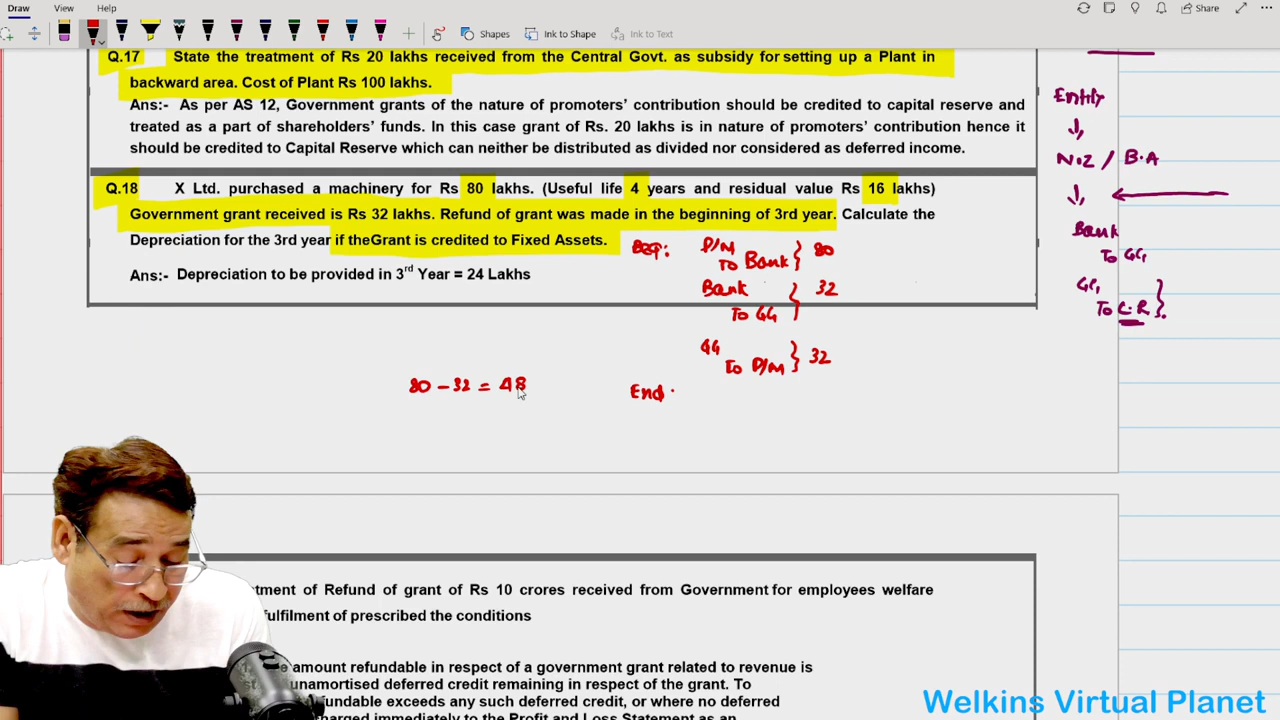 Draw View Help
Shapes Ink to Shape Ink to Text Share
Q.17 State the treatment of Rs 20 lakhs received from the Central Govt. as subsidy for setting up a Plant in
backward area. Cost of Plant Rs 100 lakhs.
Ans:- As per AS 12, Government grants of the nature of promoters’ contribution should be credited to capital reserve and
treated as a part of shareholders’ funds. In this case grant of Rs. 20 lakhs is in nature of promoters’ contribution hence it
should be credited to Capital Reserve which can neither be distributed as divided nor considered as deferred income.
Q.18 X Ltd. purchased a machinery for Rs 80 lakhs. (Useful life 4 years and residual value Rs 16 lakhs)
Government grant received is Rs 32 lakhs. Refund of grant was made in the beginning of 3rd year. Calculate the
Depreciation for the 3rd year if theGrant is credited to Fixed Assets.
Ans:- Depreciation to be provided in 3rd Year = 24 Lakhs
Beg: P/M
To Bank } 80
Bank
To GG } 32
GG
To P/M } 32
80 - 32 = 48
End:
Entity
N.Z / B.A
Bank
To GG
GG
To C.R }
tment of Refund of grant of Rs 10 crores received from Government for employees welfare
fulfilment of prescribed the conditions
amount refundable in respect of a government grant related to revenue is
unamortised deferred credit remaining in respect of the grant. To
fundable exceeds any such deferred credit, or where no deferred
charged immediately to the Profit and Loss Statement as an
Welkins Virtual Planet